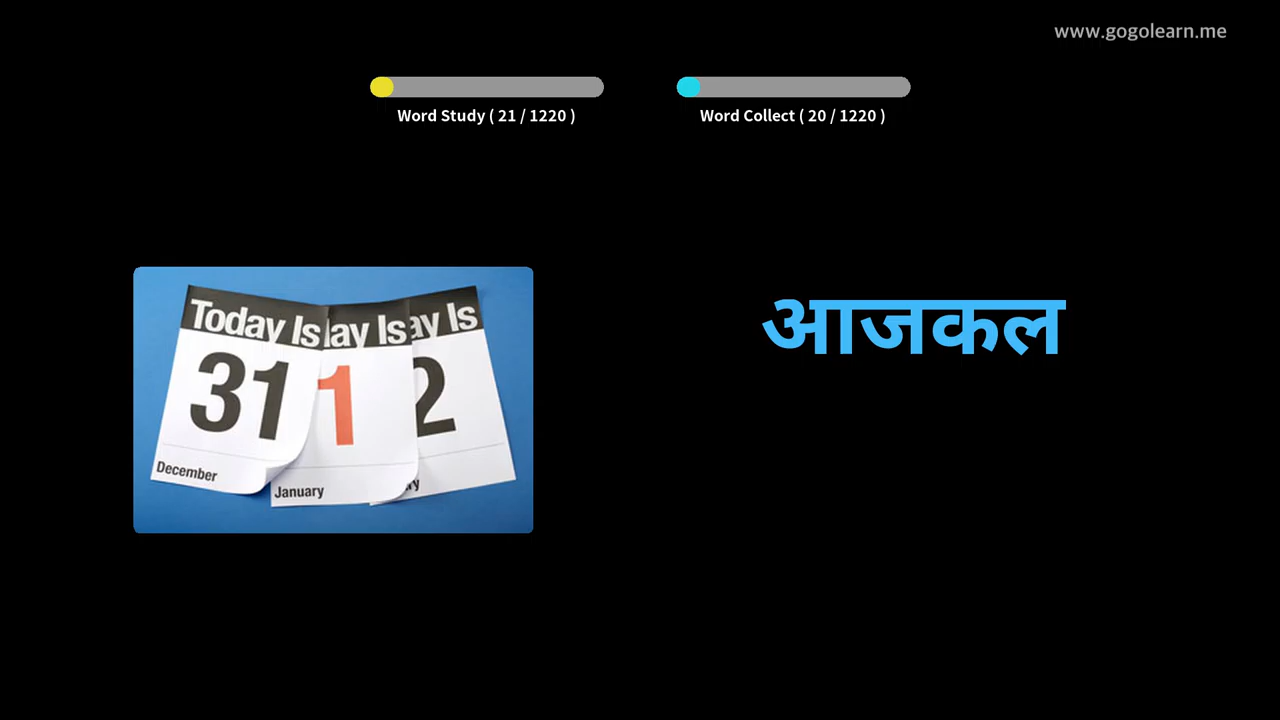 www.gogolearn.me
Word Study ( 21 / 1220 )
Word Collect ( 20 / 1220 )
आजकल
Today Is
ay Is
ay Is
31
1
2
December
January
ry